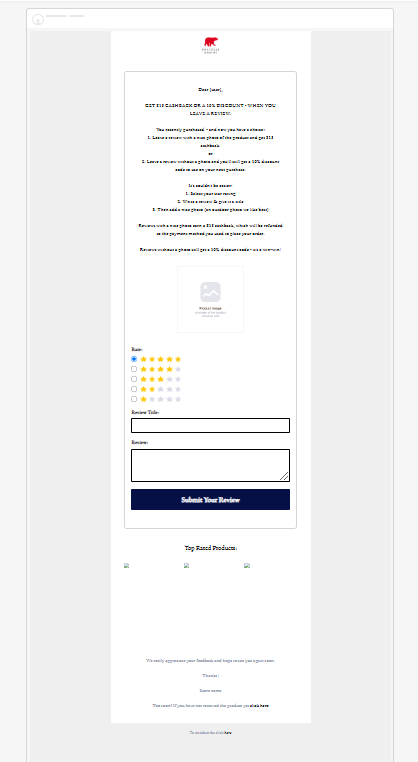 Dear [user],
GET $15 CASHBACK OR A 10% DISCOUNT - WHEN YOU
LEAVE A REVIEW.
You recently purchased - and now you have a choice:
1. Leave a review with a nice photo of the product and get $15
cashback.
or
2. Leave a review without a photo and you'll still get a 10% discount
code to use on your next purchase.
It couldn't be easier:
1. Select your star rating
2. Write a review & give it a title
3. Then add a nice photo (an outdoor photo we like best)
Reviews with a nice photo earn a $15 cashback, which will be refunded
to the payment method you used to place your order.
Reviews without a photo still get a 10% discount code - it's a win-win!
Product Image
Rate:
Review Title:
Review:
Submit Your Review
Top Rated Products:
We really appreciate your feedback and hope to see you again soon.
Thanks!
Store name
Too soon? If you have not received the product yet click here
To unsubscribe click here